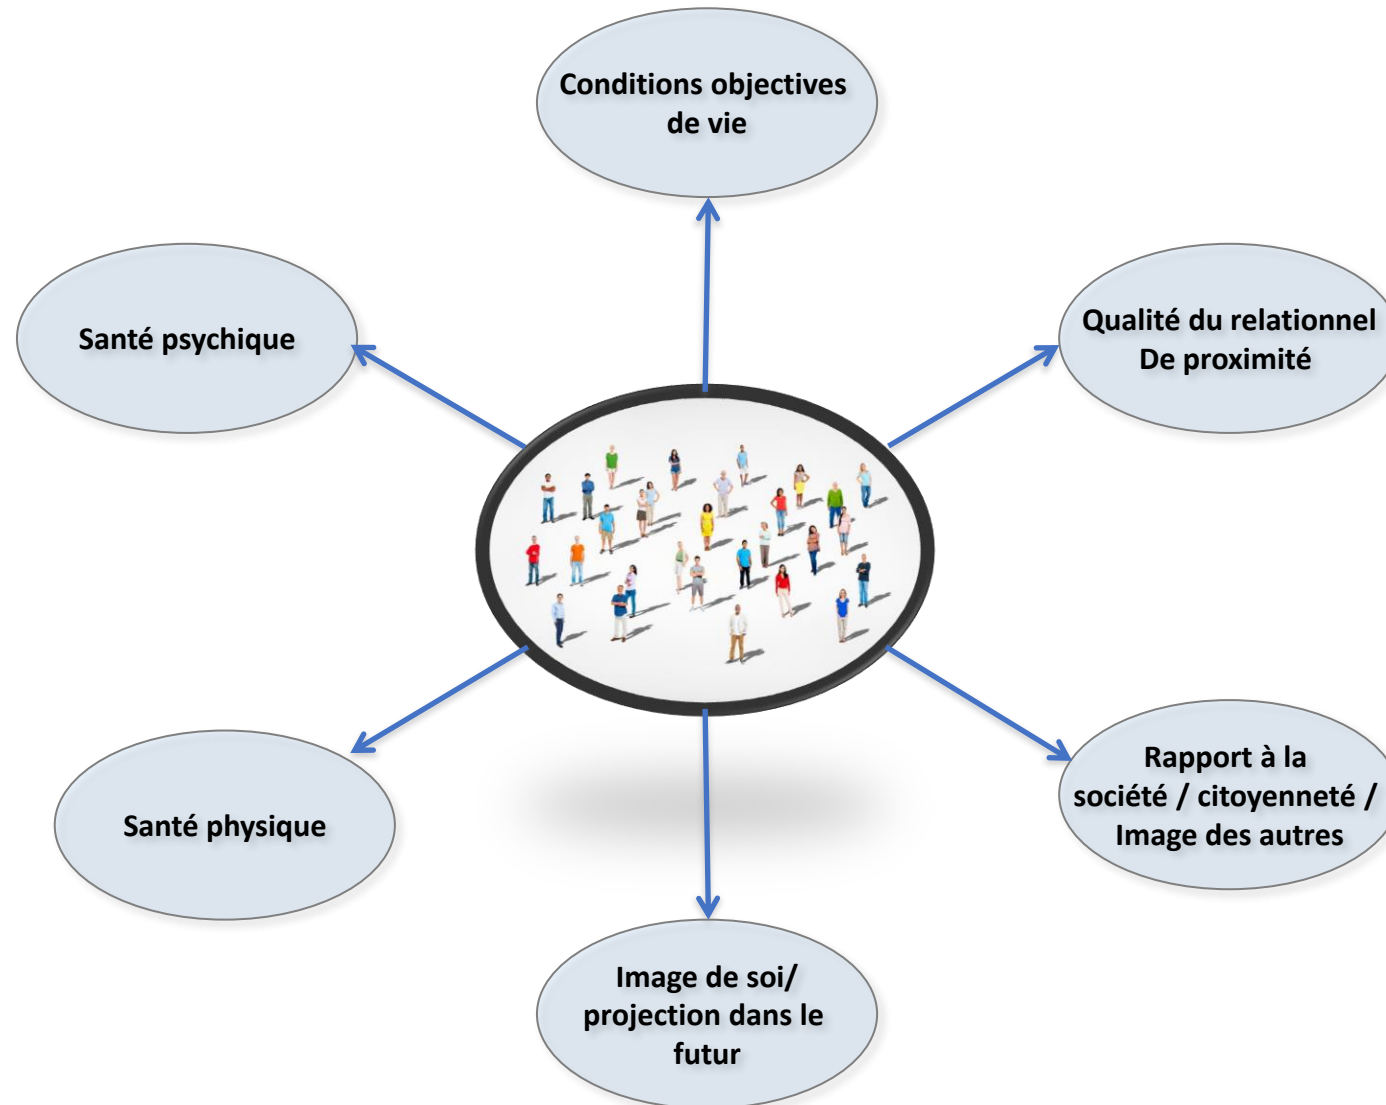 Conditions objectives
de vie
Santé psychique
Qualité du relationnel
De proximité
Santé physique
Rapport à la
société / citoyenneté /
Image des autres
Image de soi/
projection dans le
futur